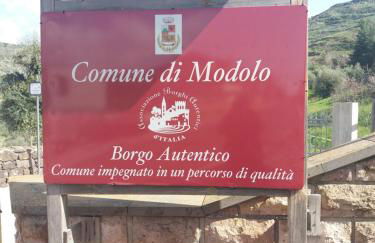 Comune di Modolo
Associazione Borghi Autentici
d'ITALIA
Borgo Autentico
Comune impegnato in un percorso di qualità